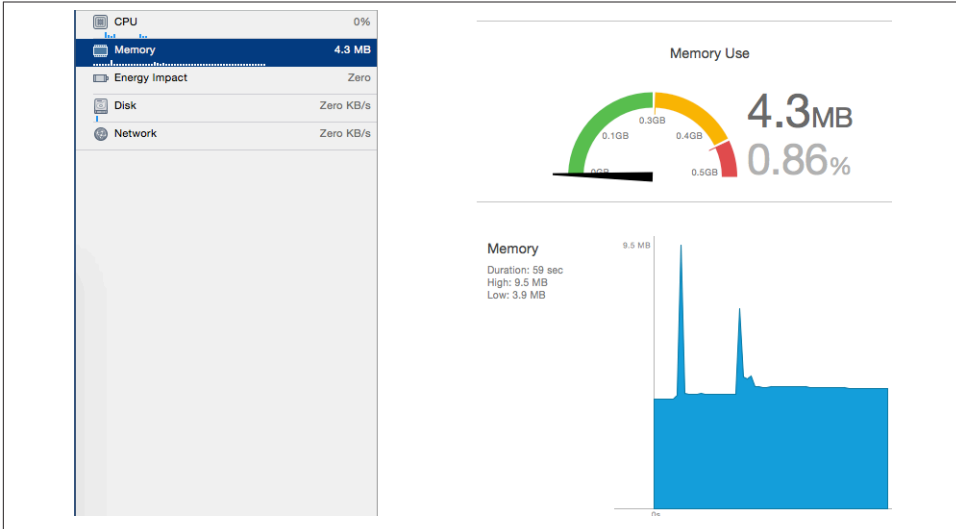 CPU 0%
Memory 4.3 MB
Energy Impact Zero
Disk Zero KB/s
Network Zero KB/s
Memory Use
0GB
0.1GB
0.3GB
0.4GB
0.5GB
4.3MB
0.86%
Memory
Duration: 59 sec
High: 9.5 MB
Low: 3.9 MB
9.5 MB
0s